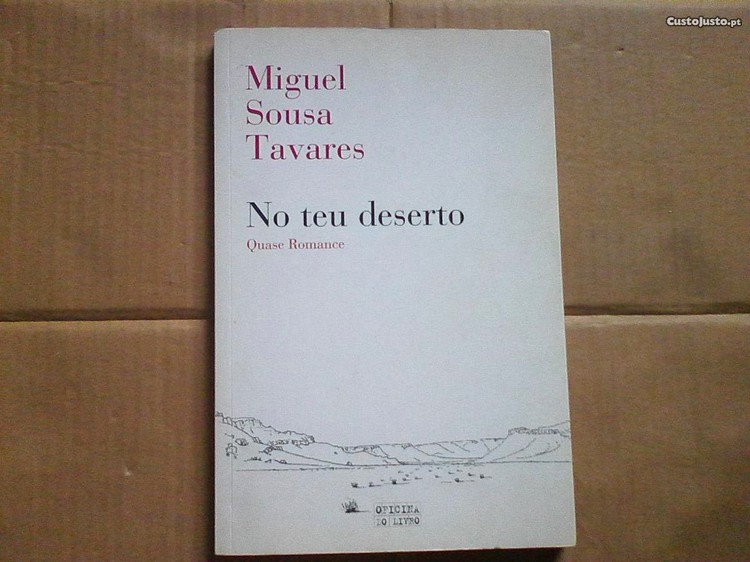 CustoJusto.pt
Miguel
Sousa
Tavares
No teu deserto
Quase Romance
OFICINA
DO LIVRO